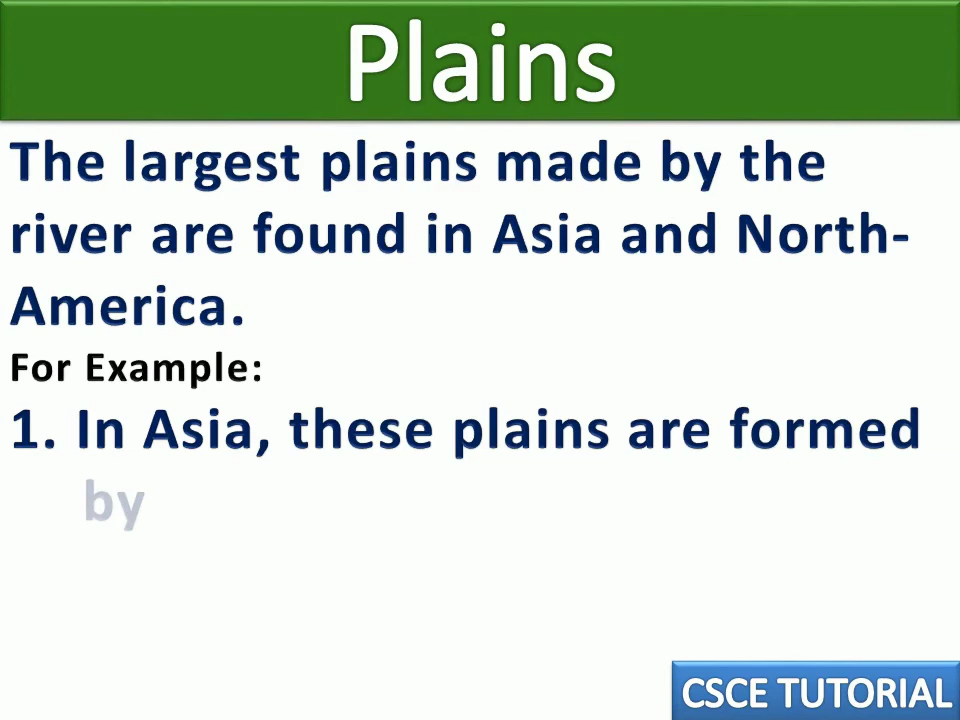 Plains
The largest plains made by the
river are found in Asia and North-
America.
For Example:
1. In Asia, these plains are formed
by
CSCE TUTORIAL